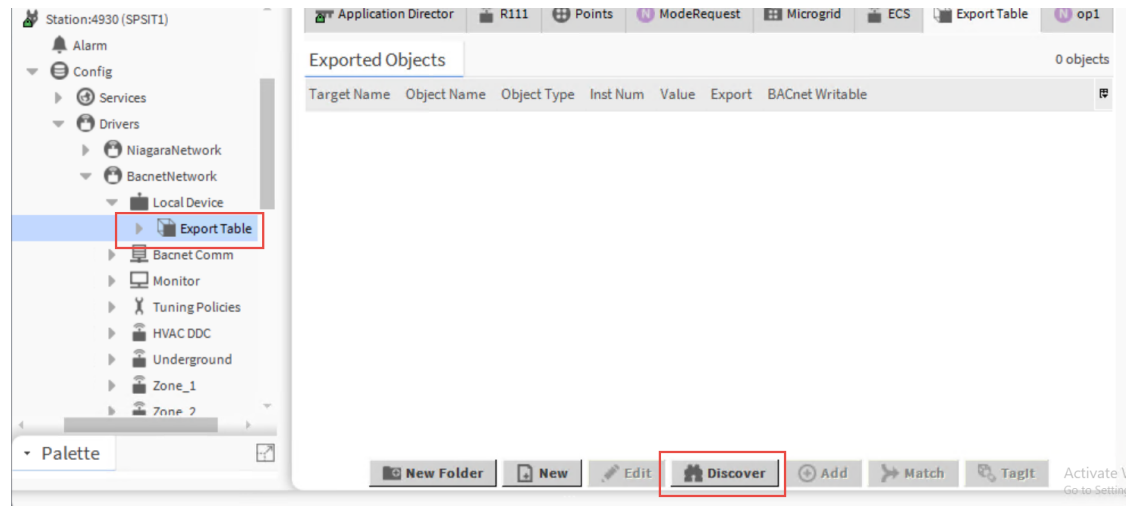 Station:4930 (SPSIT1)
Alarm
Config
Services
Drivers
NiagaraNetwork
BacnetNetwork
Local Device
Export Table
Bacnet Comm
Monitor
Tuning Policies
HVAC DDC
Underground
Zone_1
Zone_2
Palette
Application Director R111 Points N ModeRequest Microgrid ECS Export Table N op1
Exported Objects 0 objects
Target Name Object Name Object Type Inst Num Value Export BACnet Writable
New Folder New Edit Discover Add Match TagIt
Activate
Go to Setting